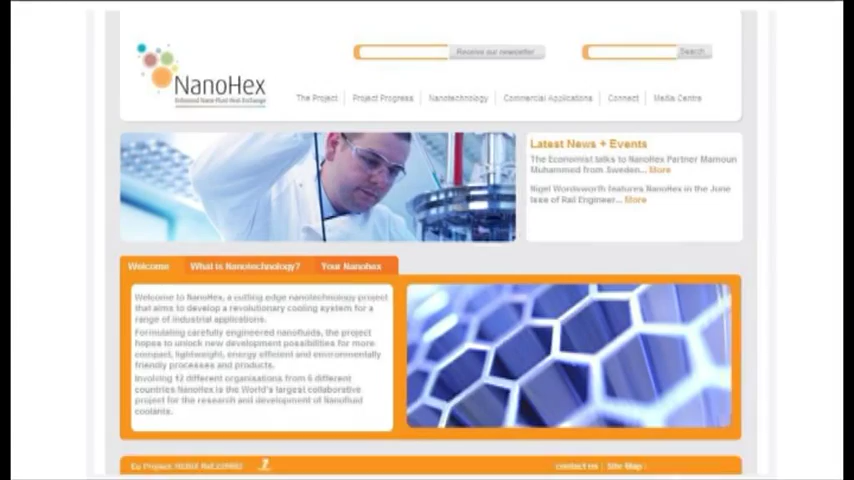 Receive our newsletter
Search
NanoHex
Enhanced Nano-Fluid Heat Exchange
The Project
Project Progress
Nanotechnology
Commercial Applications
Connect
Media Centre
Latest News + Events
The Economist talks to NanoHex Partner Mamoun
Muhammed from Sweden... More
Nigel Wordsworth features NanoHex in the June
issue of Rail Engineer... More
Welcome
What is Nanotechnology?
Your Nanohex
Welcome to NanoHex, a cutting edge nanotechnology project
that aims to develop a revolutionary cooling system for a
range of industrial applications.
Formulating carefully engineered nanofluids, the project
hopes to unlock new development possibilities for more
compact, lightweight, energy efficient and environmentally
friendly processes and products.
Involving 12 different organisations from 6 different
countries NanoHex is the World's largest collaborative
project for the research and development of Nanofluid
coolants.
Eu Project
contact us
Site Map